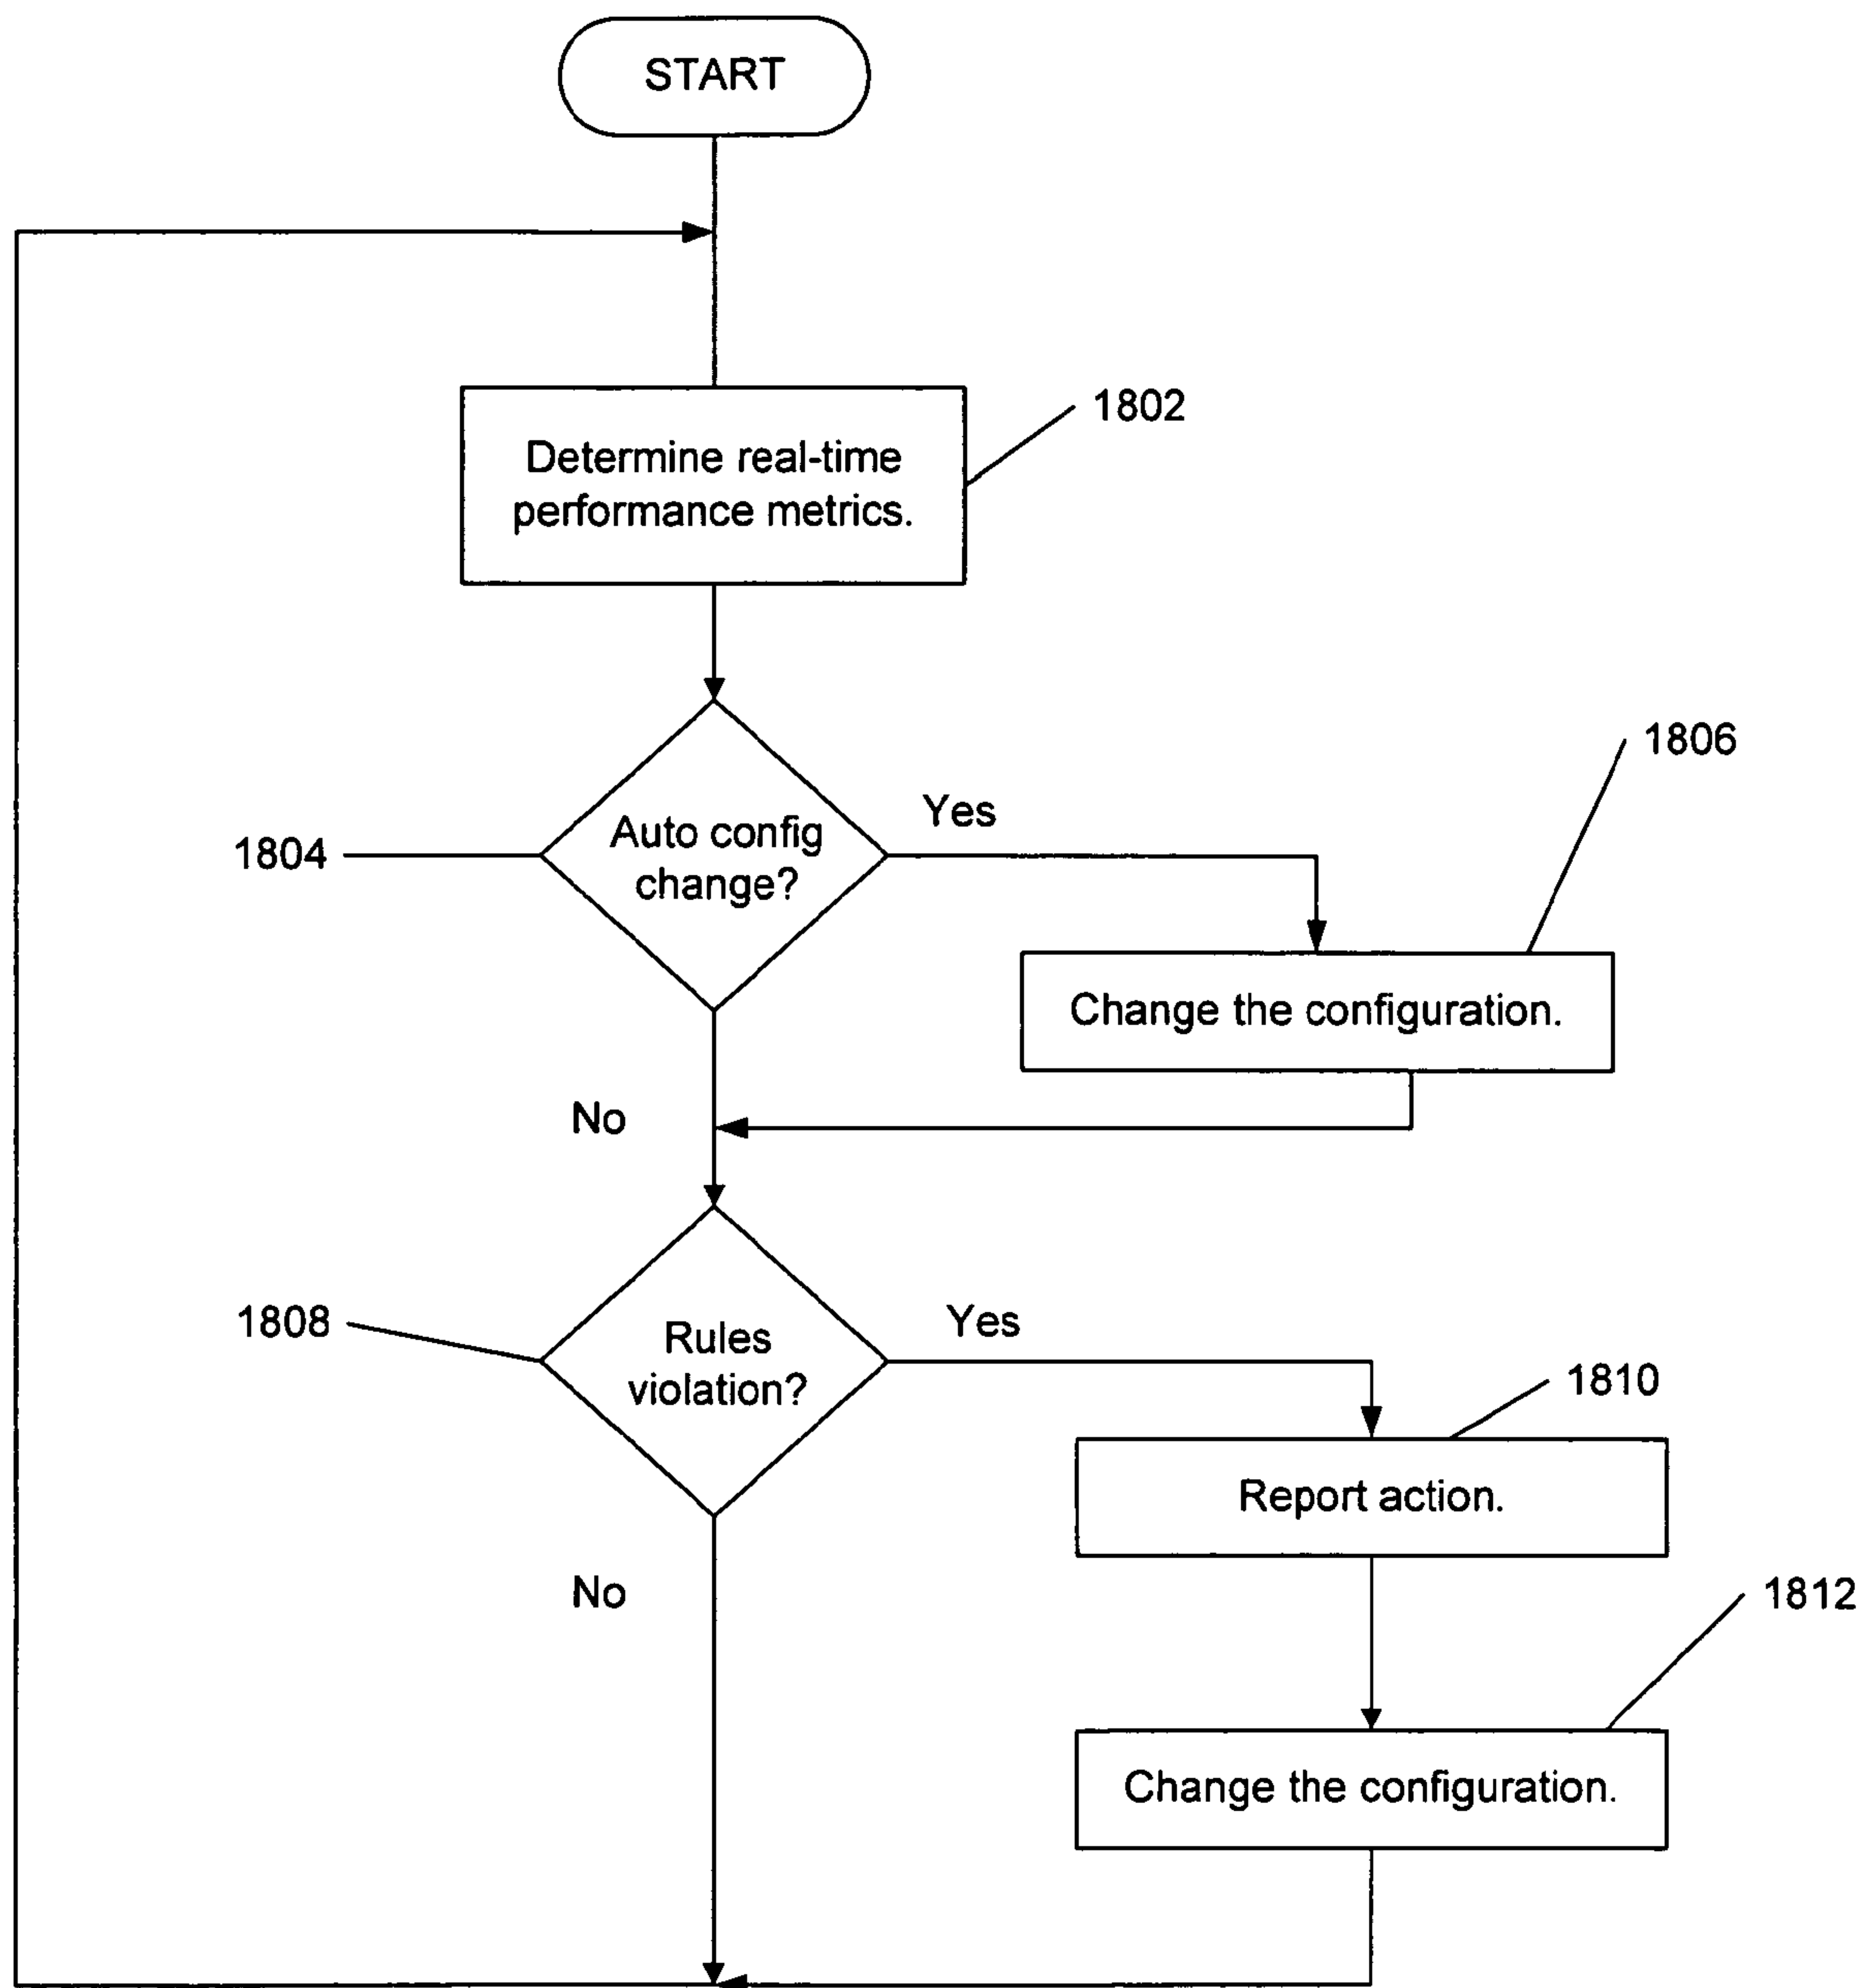 START
1802
Determine real-time
performance metrics.
1806
Yes
Auto config
change?
1804
Change the configuration.
No
1808
Yes
Rules
violation?
1810
Report action.
No
1812
Change the configuration.